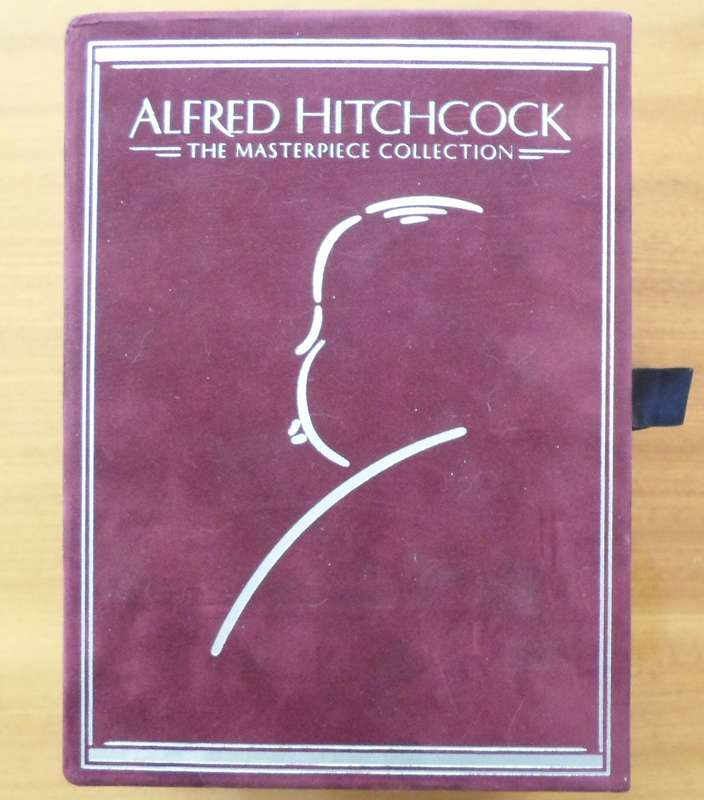 ALFRED HITCHCOCK
THE MASTERPIECE COLLECTION